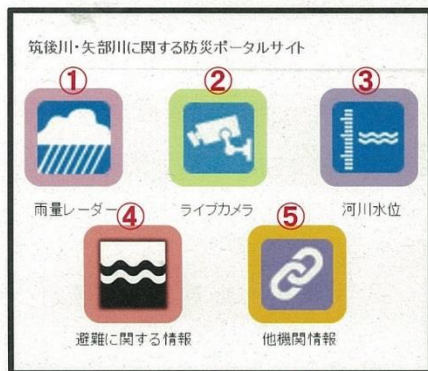 筑後川・矢部川に関する防災ポータルサイト
① ② ③
雨量レーダー ライブカメラ 河川水位
④ ⑤
避難に関する情報 他機関情報